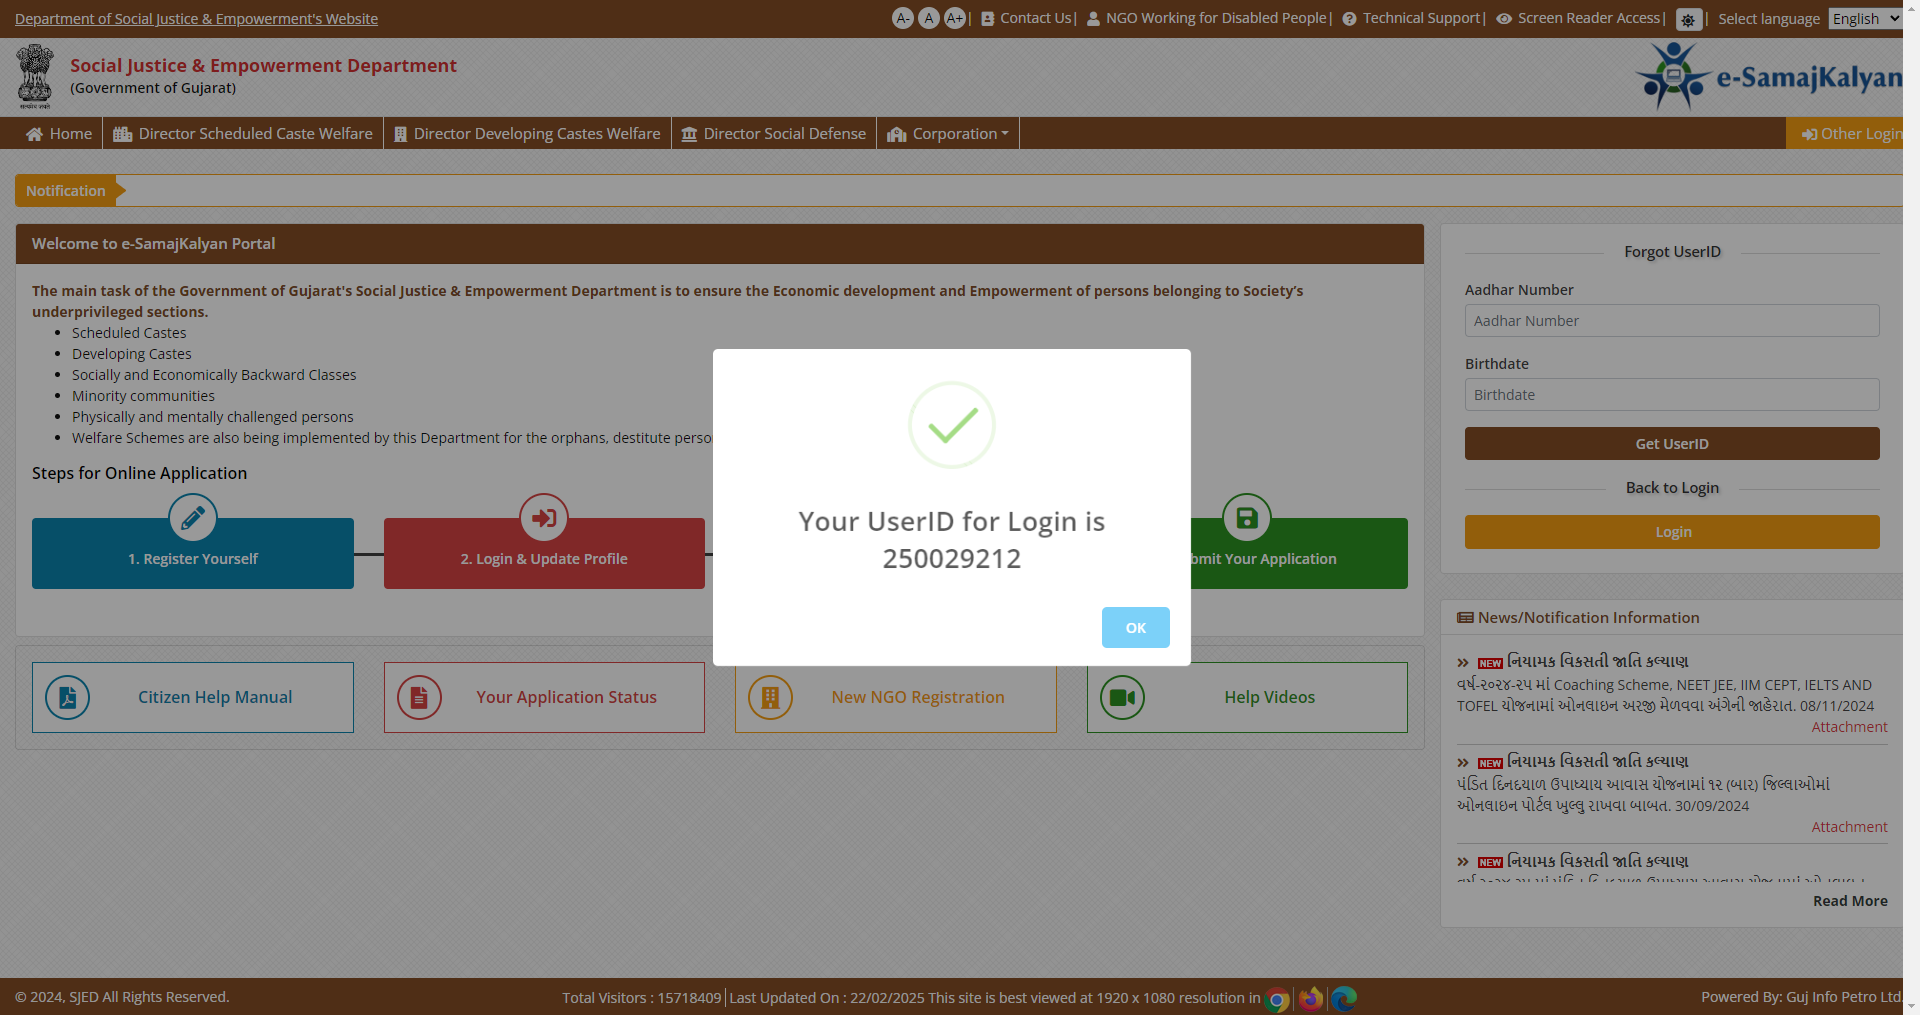 Department of Social Justice & Empowerment's Website
A- A A+ | Contact Us | NGO Working for Disabled People | Technical Support | Screen Reader Access | | Select language English
Social Justice & Empowerment Department
(Government of Gujarat)
सत्यमेव जयते
e-SamajKalyan
Home Director Scheduled Caste Welfare Director Developing Castes Welfare Director Social Defense Corporation Other Login
Notification
Welcome to e-SamajKalyan Portal
The main task of the Government of Gujarat's Social Justice & Empowerment Department is to ensure the Economic development and Empowerment of persons belonging to Society's
underprivileged sections.
Scheduled Castes
Developing Castes
Socially and Economically Backward Classes
Minority communities
Physically and mentally challenged persons
Welfare Schemes are also being implemented by this Department for the orphans, destitute
Steps for Online Application
1. Register Yourself
2. Login & Update Profile
Your Application
Your UserID for Login is
250029212
OK
Citizen Help Manual
Your Application Status
New NGO Registration
Help Videos
Forgot UserID
Aadhar Number
Aadhar Number
Birthdate
Birthdate
Get UserID
Back to Login
Login
News/Notification Information
NEW નિયામક વિકસતી જાતિ કલ્યાણ
વર્ષ-૨૦૨૪-૨૫ માં Coaching Scheme, NEET JEE, IIM CEPT, IELTS AND
TOFEL યોજનામાં ઓનલાઇન અરજી મેળવવા અંગેની જાહેરાત. 08/11/2024
Attachment
NEW નિયામક વિકસતી જાતિ કલ્યાણ
પંડિત દિનદયાળ ઉપાધ્યાય આવાસ યોજનામાં ૧૨ (બાર) જિલ્લાઓમાં
ઓનલાઇન પોર્ટલ ખુલ્લુ રાખવા બાબત. 30/09/2024
Attachment
NEW નિયામક વિકસતી જાતિ કલ્યાણ
Read More
© 2024, SJED All Rights Reserved.
Total Visitors : 15718409 | Last Updated On : 22/02/2025 This site is best viewed at 1920 x 1080 resolution in
Powered By: Guj Info Petro Ltd.